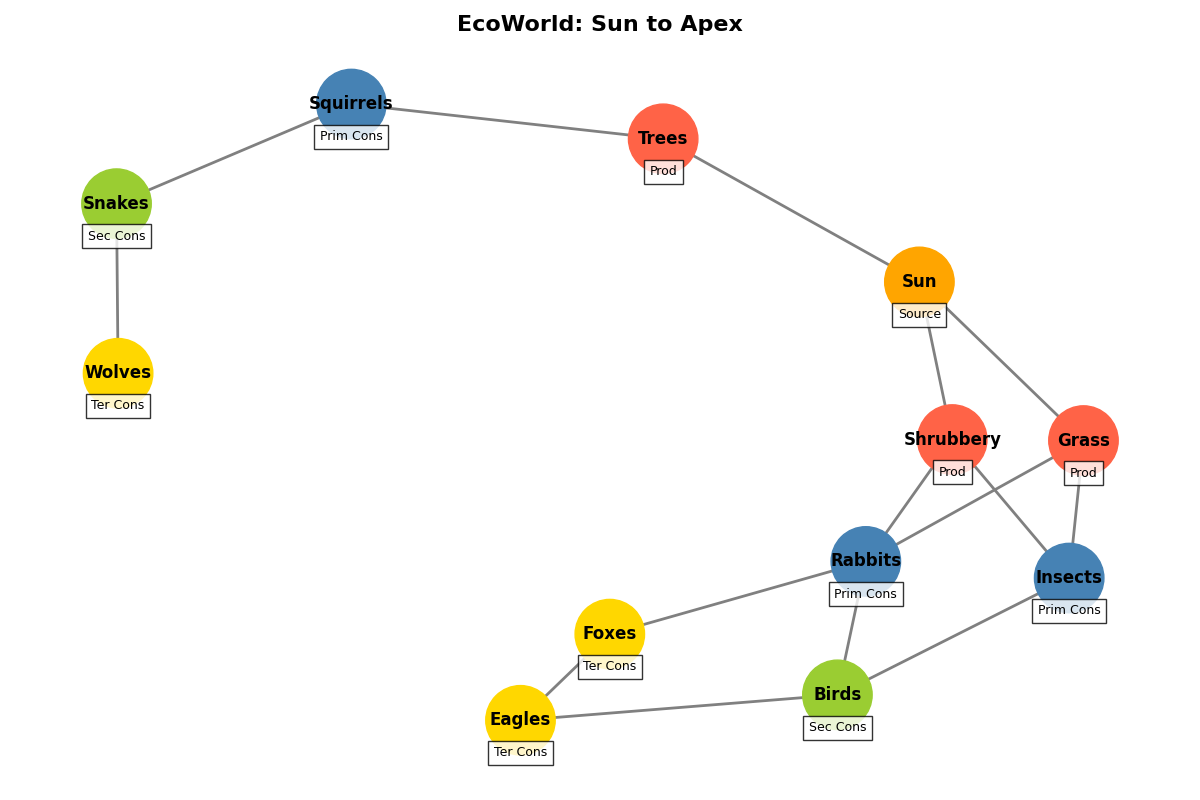 EcoWorld: Sun to Apex
Squirrels
Prim Cons
Trees
Prod
Snakes
Sec Cons
Sun
Source
Wolves
Ter Cons
Shrubbery
Prod
Grass
Prod
Rabbits
Prim Cons
Insects
Prim Cons
Foxes
Ter Cons
Birds
Sec Cons
Eagles
Ter Cons